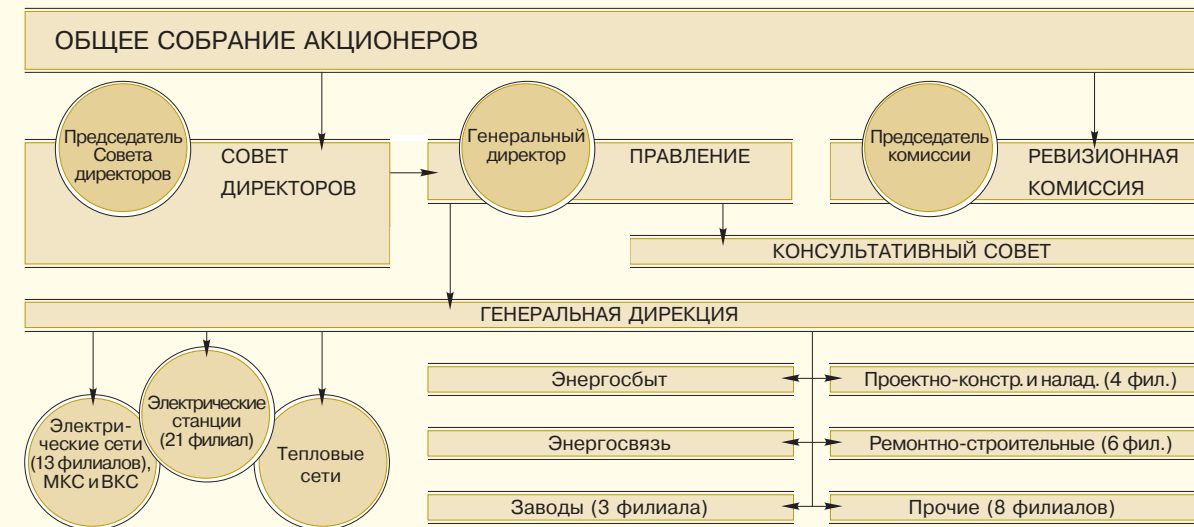 ОБЩЕЕ СОБРАНИЕ АКЦИОНЕРОВ
Председатель
Совета
директоров
СОВЕТ
ДИРЕКТОРОВ
Генеральный
директор
ПРАВЛЕНИЕ
Председатель
комиссии
РЕВИЗИОННАЯ
КОМИССИЯ
КОНСУЛЬТАТИВНЫЙ СОВЕТ
ГЕНЕРАЛЬНАЯ ДИРЕКЦИЯ
Электри-
ческие сети
(13 филиалов),
МКС и ВКС
Электрические
станции
(21 филиал)
Тепловые
сети
Энергосбыт
Проектно-констр. и налад. (4 фил.)
Энергосвязь
Ремонтно-строительные (6 фил.)
Заводы (3 филиала)
Прочие (8 филиалов)